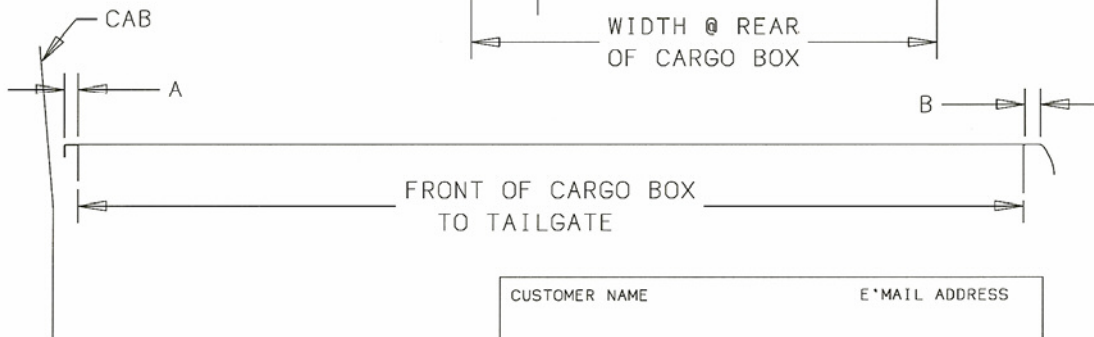 CAB
WIDTH @ REAR
OF CARGO BOX
A
B
FRONT OF CARGO BOX
TO TAILGATE
CUSTOMER NAME
E'MAIL ADDRESS